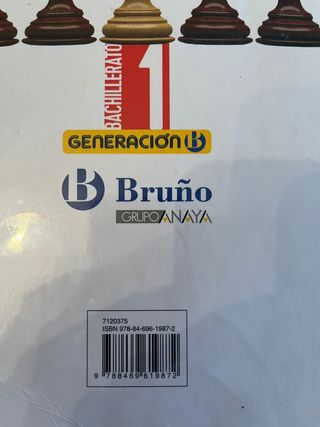 BACHILLERATO 1
GENERACIÓN B
B Bruño
GRUPO ANAYA
7120375
ISBN 978-84-696-1987-2
9 788469 619872